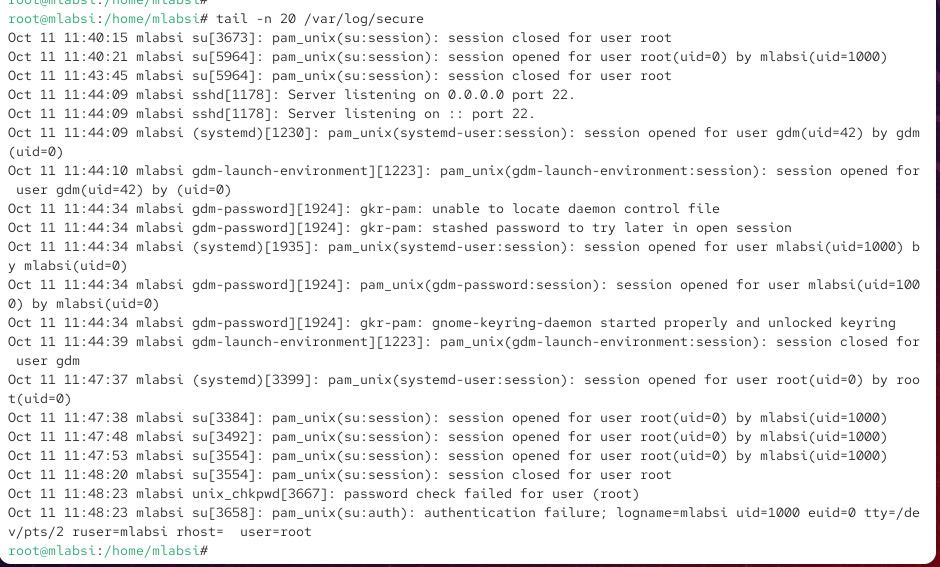 root@mlabsi:/home/mlabsi#
root@mlabsi:/home/mlabsi# tail -n 20 /var/log/secure
Oct 11 11:40:15 mlabsi su[3673]: pam_unix(su:session): session closed for user root
Oct 11 11:40:21 mlabsi su[5964]: pam_unix(su:session): session opened for user root(uid=0) by mlabsi(uid=1000)
Oct 11 11:43:45 mlabsi su[5964]: pam_unix(su:session): session closed for user root
Oct 11 11:44:09 mlabsi sshd[1178]: Server listening on 0.0.0.0 port 22.
Oct 11 11:44:09 mlabsi sshd[1178]: Server listening on :: port 22.
Oct 11 11:44:09 mlabsi (systemd)[1230]: pam_unix(systemd-user:session): session opened for user gdm(uid=42) by gdm
(uid=0)
Oct 11 11:44:10 mlabsi gdm-launch-environment][1223]: pam_unix(gdm-launch-environment:session): session opened for
 user gdm(uid=42) by (uid=0)
Oct 11 11:44:34 mlabsi gdm-password][1924]: gkr-pam: unable to locate daemon control file
Oct 11 11:44:34 mlabsi gdm-password][1924]: gkr-pam: stashed password to try later in open session
Oct 11 11:44:34 mlabsi (systemd)[1935]: pam_unix(systemd-user:session): session opened for user mlabsi(uid=1000) b
y mlabsi(uid=0)
Oct 11 11:44:34 mlabsi gdm-password][1924]: pam_unix(gdm-password:session): session opened for user mlabsi(uid=100
0) by mlabsi(uid=0)
Oct 11 11:44:34 mlabsi gdm-password][1924]: gkr-pam: gnome-keyring-daemon started properly and unlocked keyring
Oct 11 11:44:39 mlabsi gdm-launch-environment][1223]: pam_unix(gdm-launch-environment:session): session closed for
 user gdm
Oct 11 11:47:37 mlabsi (systemd)[3399]: pam_unix(systemd-user:session): session opened for user root(uid=0) by roo
t(uid=0)
Oct 11 11:47:38 mlabsi su[3384]: pam_unix(su:session): session opened for user root(uid=0) by mlabsi(uid=1000)
Oct 11 11:47:48 mlabsi su[3492]: pam_unix(su:session): session opened for user root(uid=0) by mlabsi(uid=1000)
Oct 11 11:47:53 mlabsi su[3554]: pam_unix(su:session): session opened for user root(uid=0) by mlabsi(uid=1000)
Oct 11 11:48:20 mlabsi su[3554]: pam_unix(su:session): session closed for user root
Oct 11 11:48:23 mlabsi unix_chkpwd[3667]: password check failed for user (root)
Oct 11 11:48:23 mlabsi su[3658]: pam_unix(su:auth): authentication failure; logname=mlabsi uid=1000 euid=0 tty=/de
v/pts/2 ruser=mlabsi rhost=  user=root
root@mlabsi:/home/mlabsi#